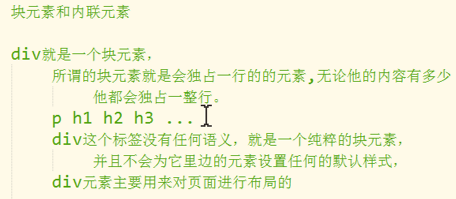 块元素和内联元素
div就是一个块元素,
所谓的块元素就是会独占一行的的元素,无论他的内容有多少
他都会独占一整行。
p h1 h2 h3 ...
div这个标签没有任何语义，就是一个纯粹的块元素,
并且不会为它里边的元素设置任何的默认样式,
div元素主要用来对页面进行布局的